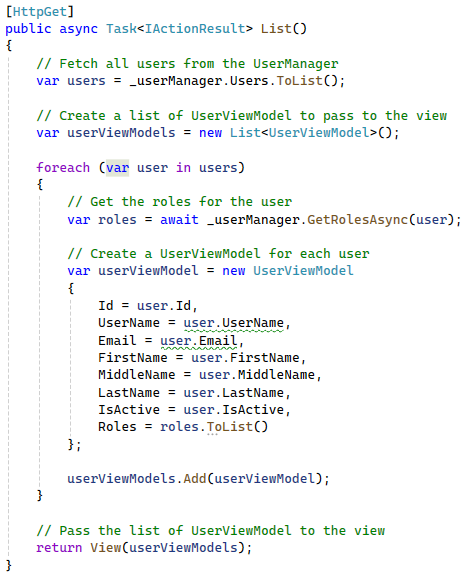 [HttpGet]
public async Task<IActionResult> List()
{
    // Fetch all users from the UserManager
    var users = _userManager.Users.ToList();

    // Create a list of UserViewModel to pass to the view
    var userViewModels = new List<UserViewModel>();

    foreach (var user in users)
    {
        // Get the roles for the user
        var roles = await _userManager.GetRolesAsync(user);

        // Create a UserViewModel for each user
        var userViewModel = new UserViewModel
        {
            Id = user.Id,
            UserName = user.UserName,
            Email = user.Email,
            FirstName = user.FirstName,
            MiddleName = user.MiddleName,
            LastName = user.LastName,
            IsActive = user.IsActive,
            Roles = roles.ToList()
        };

        userViewModels.Add(userViewModel);
    }

    // Pass the list of UserViewModel to the view
    return View(userViewModels);
}